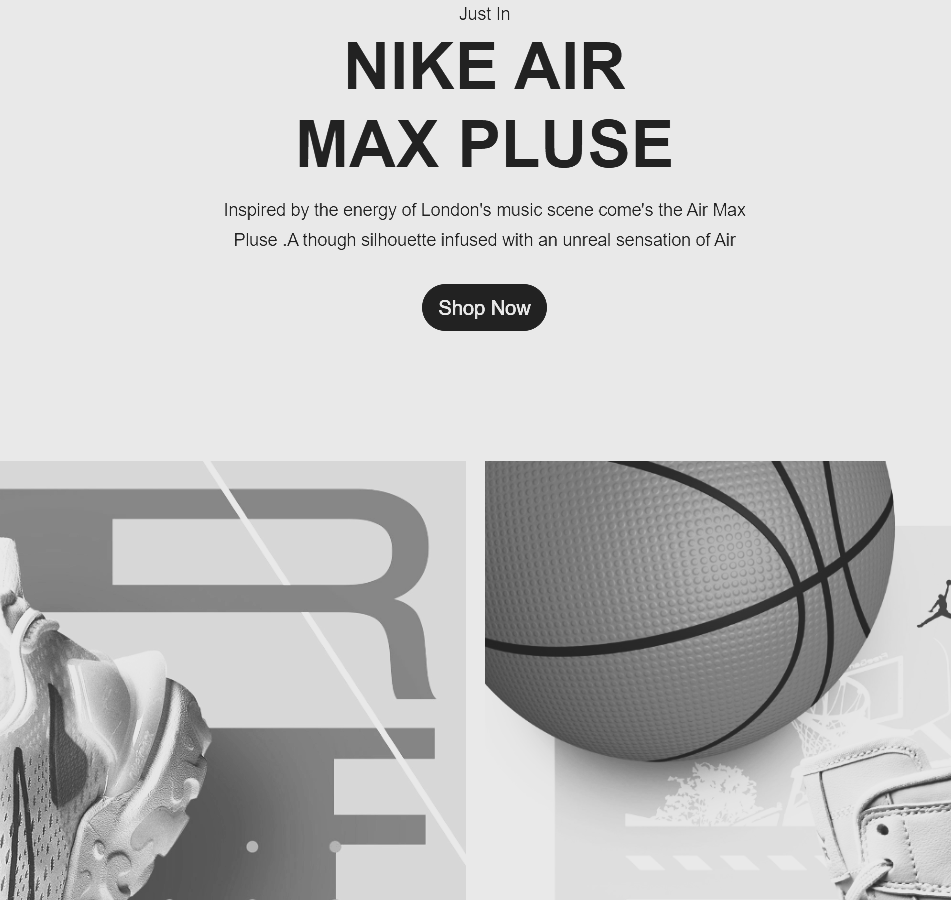 Just In
NIKE AIR
MAX PLUSE
Inspired by the energy of London's music scene come's the Air Max
Pluse .A though silhouette infused with an unreal sensation of Air
Shop Now
R
E